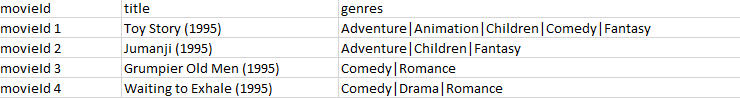 movieId title genres
movieId 1 Toy Story (1995) Adventure|Animation|Children|Comedy|Fantasy
movieId 2 Jumanji (1995) Adventure|Children|Fantasy
movieId 3 Grumpier Old Men (1995) Comedy|Romance
movieId 4 Waiting to Exhale (1995) Comedy|Drama|Romance